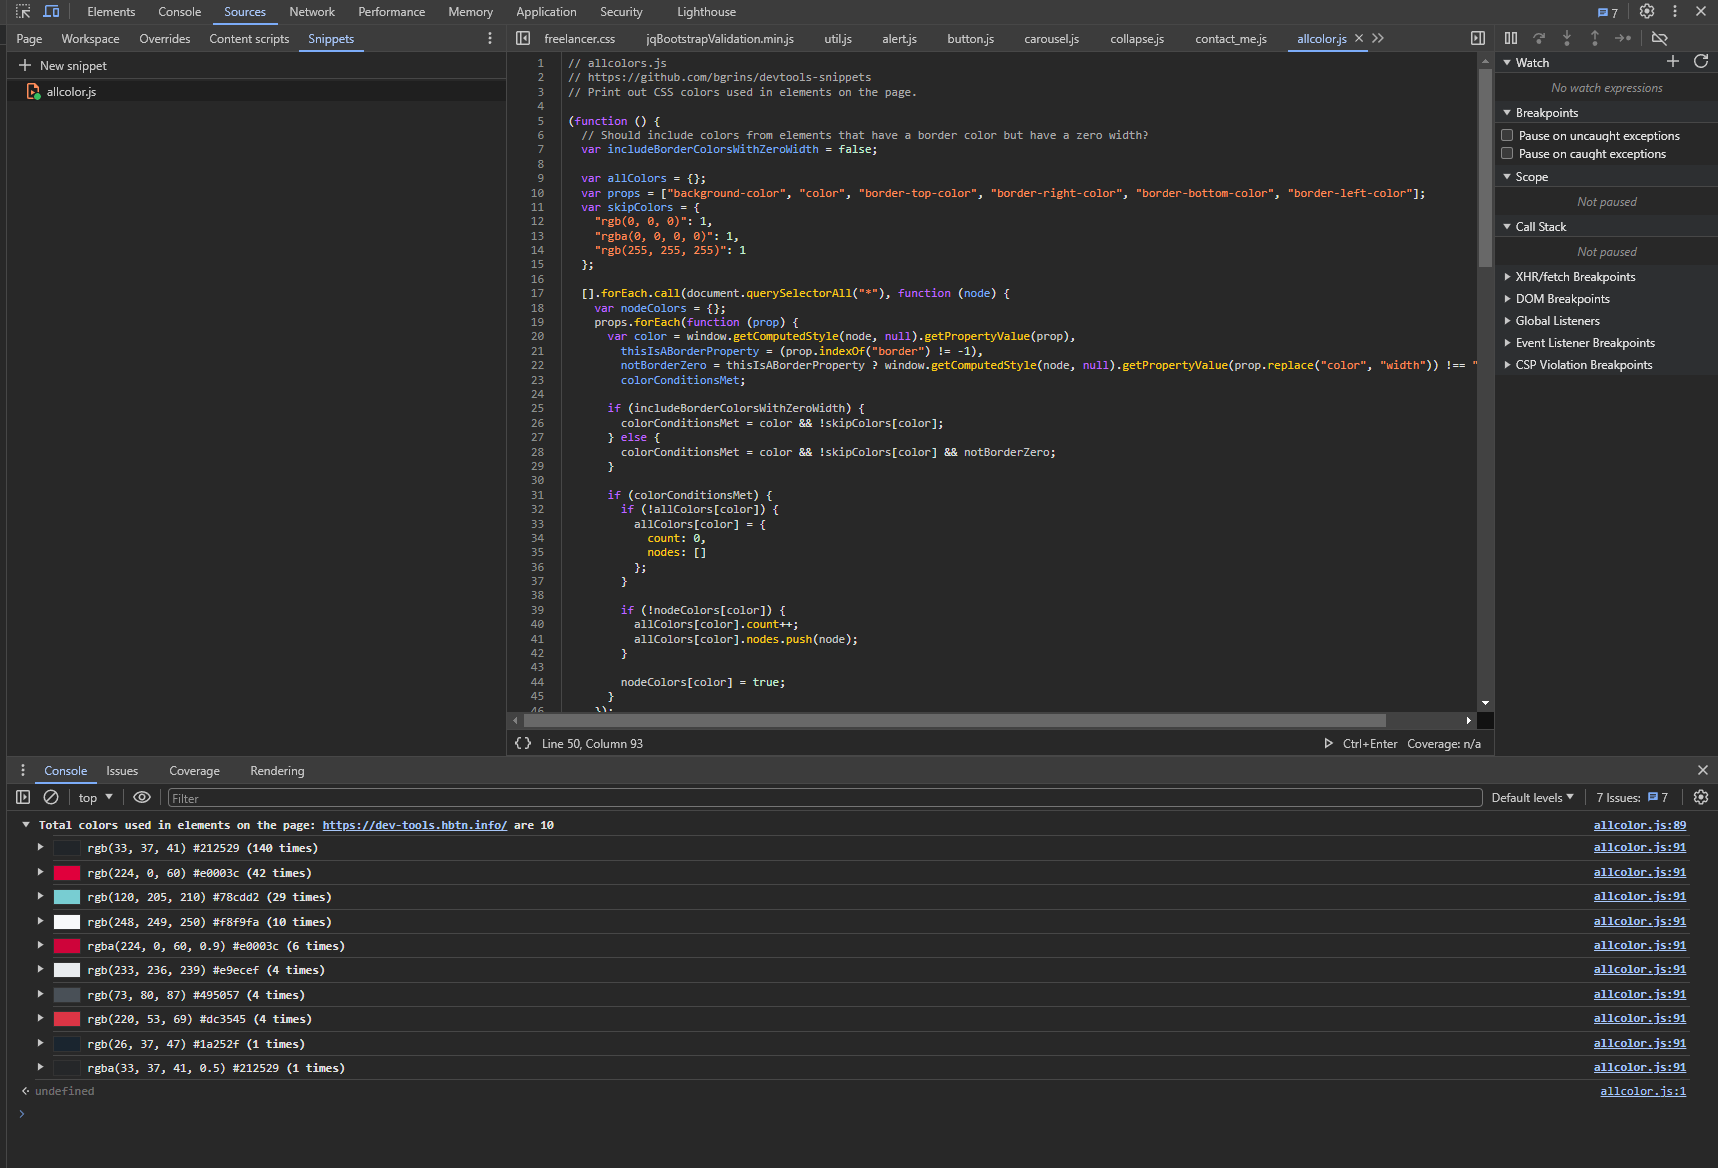 Elements Console Sources Network Performance Memory Application Security Lighthouse 7
Page Workspace Overrides Content scripts Snippets
freelancer.css jqBootstrapValidation.min.js util.js alert.js button.js carousel.js collapse.js contact_me.js allcolor.js
New snippet
allcolor.js
1 // allcolors.js
2 // https://github.com/bgrins/devtools-snippets
3 // Print out CSS colors used in elements on the page.
4
5 (function () {
6 // Should include colors from elements that have a border color but have a zero width?
7 var includeBorderColorsWithZeroWidth = false;
8
9 var allColors = {};
10 var props = ["background-color", "color", "border-top-color", "border-right-color", "border-bottom-color", "border-left-color"];
11 var skipColors = {
12 "rgb(0, 0, 0)": 1,
13 "rgba(0, 0, 0, 0)": 1,
14 "rgb(255, 255, 255)": 1
15 };
16
17 [].forEach.call(document.querySelectorAll("*"), function (node) {
18 var nodeColors = {};
19 props.forEach(function (prop) {
20 var color = window.getComputedStyle(node, null).getPropertyValue(prop),
21 thisIsABorderProperty = (prop.indexOf("border") != -1),
22 notBorderZero = thisIsABorderProperty ? window.getComputedStyle(node, null).getPropertyValue(prop.replace("color", "width")) !== "
23 colorConditionsMet;
24
25 if (includeBorderColorsWithZeroWidth) {
26 colorConditionsMet = color && !skipColors[color];
27 } else {
28 colorConditionsMet = color && !skipColors[color] && notBorderZero;
29 }
30
31 if (colorConditionsMet) {
32 if (!allColors[color]) {
33 allColors[color] = {
34 count: 0,
35 nodes: []
36 };
37 }
38
39 if (!nodeColors[color]) {
40 allColors[color].count++;
41 allColors[color].nodes.push(node);
42 }
43
44 nodeColors[color] = true;
45 }
46 });
{} Line 50, Column 93 Ctrl+Enter Coverage: n/a
Watch
No watch expressions
Breakpoints
Pause on uncaught exceptions
Pause on caught exceptions
Scope
Not paused
Call Stack
Not paused
XHR/fetch Breakpoints
DOM Breakpoints
Global Listeners
Event Listener Breakpoints
CSP Violation Breakpoints
Console Issues Coverage Rendering
top Filter Default levels 7 Issues: 7
Total colors used in elements on the page: https://dev-tools.hbtn.info/ are 10 allcolor.js:89
rgb(33, 37, 41) #212529 (140 times) allcolor.js:91
rgb(224, 0, 60) #e0003c (42 times) allcolor.js:91
rgb(120, 205, 210) #78cdd2 (29 times) allcolor.js:91
rgb(248, 249, 250) #f8f9fa (10 times) allcolor.js:91
rgba(224, 0, 60, 0.9) #e0003c (6 times) allcolor.js:91
rgb(233, 236, 239) #e9ecef (4 times) allcolor.js:91
rgb(73, 80, 87) #495057 (4 times) allcolor.js:91
rgb(220, 53, 69) #dc3545 (4 times) allcolor.js:91
rgb(26, 37, 47) #1a252f (1 times) allcolor.js:91
rgba(33, 37, 41, 0.5) #212529 (1 times) allcolor.js:91
undefined allcolor.js:1